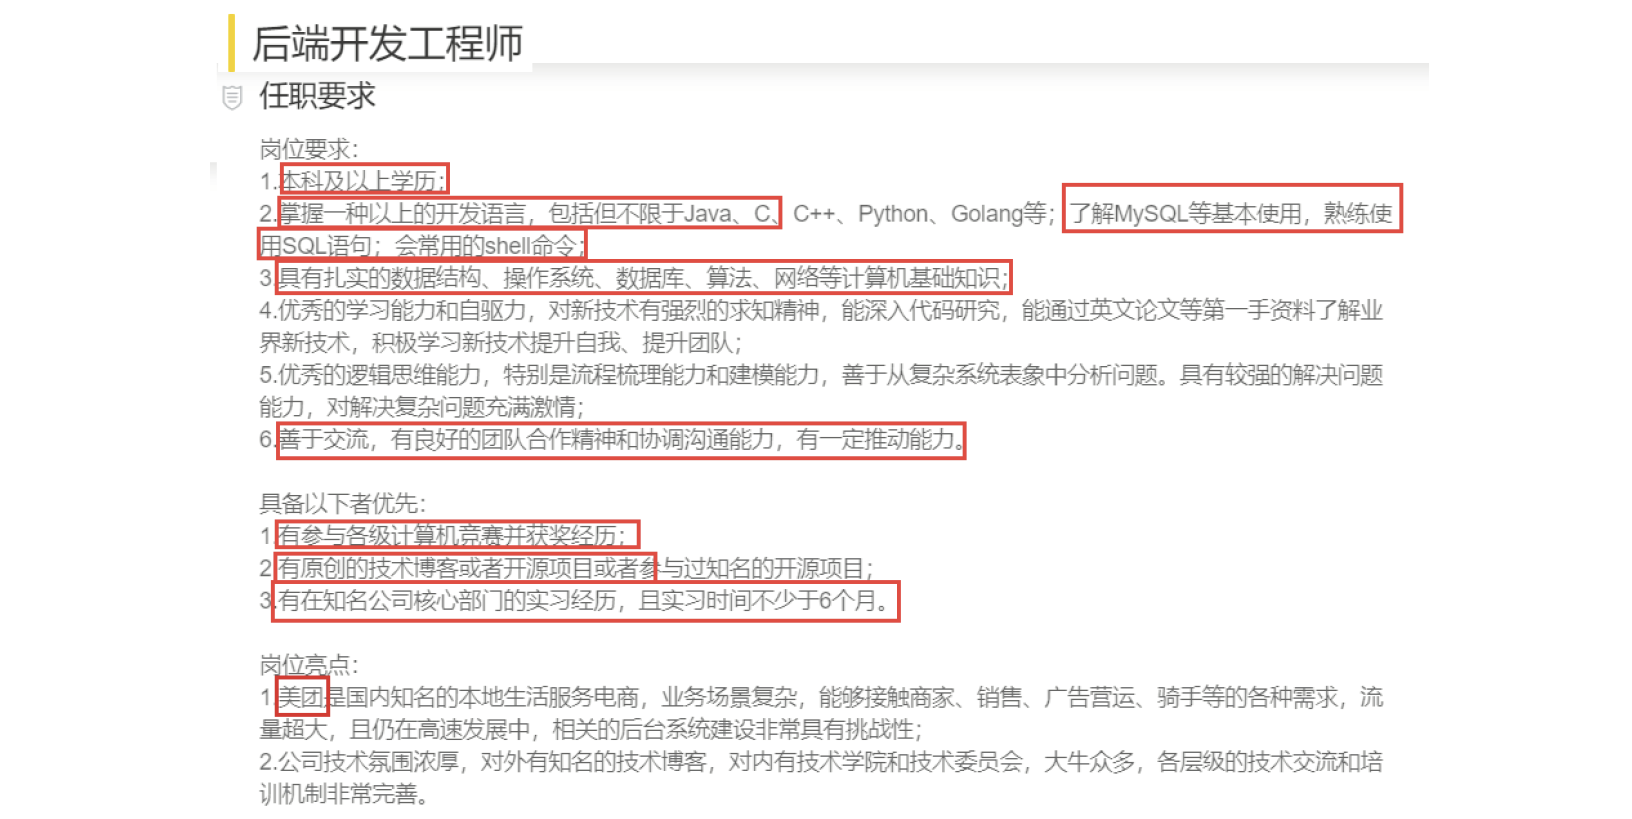 后端开发工程师
任职要求
岗位要求：
1.本科及以上学历；
2.掌握一种以上的开发语言，包括但不限于Java、C、C++、Python、Golang等；了解MySQL等基本使用，熟练使
用SQL语句；会常用的shell命令；
3.具有扎实的数据结构、操作系统、数据库、算法、网络等计算机基础知识；
4.优秀的学习能力和自驱力，对新技术有强烈的求知精神，能深入代码研究，能通过英文论文等第一手资料了解业
界新技术，积极学习新技术提升自我、提升团队；
5.优秀的逻辑思维能力，特别是流程梳理能力和建模能力，善于从复杂系统表象中分析问题。具有较强的解决问题
能力，对解决复杂问题充满激情；
6.善于交流，有良好的团队合作精神和协调沟通能力，有一定推动能力。
具备以下者优先：
1.有参与各级计算机竞赛并获奖经历；
2.有原创的技术博客或者开源项目或者参与过知名的开源项目；
3.有在知名公司核心部门的实习经历，且实习时间不少于6个月。
岗位亮点：
1.美团是国内知名的本地生活服务电商，业务场景复杂，能够接触商家、销售、广告营运、骑手等的各种需求，流
量超大，且仍在高速发展中，相关的后台系统建设非常具有挑战性；
2.公司技术氛围浓厚，对外有知名的技术博客，对内有技术学院和技术委员会，大牛众多，各层级的技术交流和培
训机制非常完善。